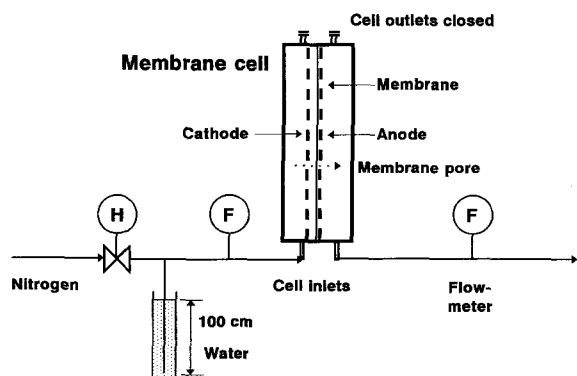 Cell outlets closed
Membrane cell
Membrane
Cathode
Anode
Membrane pore
H
F
F
Nitrogen
Cell inlets
Flow-
meter
100 cm
Water